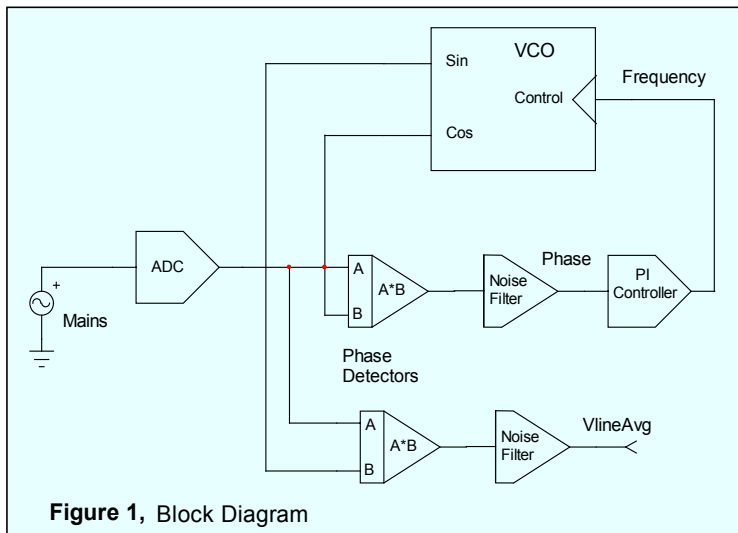 VCO
Sin
Frequency
Control
Cos
ADC
+
Mains
A
A*B
B
Noise
Filter
Phase
PI
Controller
Phase
Detectors
A
A*B
B
Noise
Filter
VlineAvg
Figure 1, Block Diagram